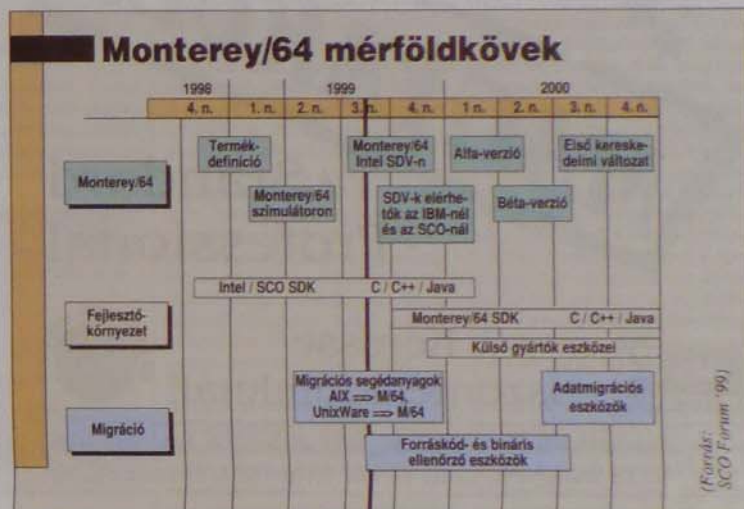 Monterey/64 mérföldkövek
1998 1999 2000
4. n. 1. n. 2. n. 3. n. 4. n. 1 n. 2. n. 3. n. 4. n.
Monterey/64
Termék-
definíció
Monterey/64
szimulátoron
Monterey/64
Intel SDV-n
SDV-k elérhe-
tők az IBM-nél
és az SCO-nál
Alfa-verzió
Béta-verzió
Első keres­ke-
delmi változat
Fejlesztő-
környezet
Intel / SCO SDK C / C++ / Java
Monterey/64 SDK C / C++ / Java
Külső gyártók eszközei
Migráció
Migrációs segédanyagok
AIX ==> M/64,
UnixWare ==> M/64
Forráskód- és bináris
ellenőrző eszközök
Adatmigrációs
eszközök
(Forrás:
SCO Forum '99)